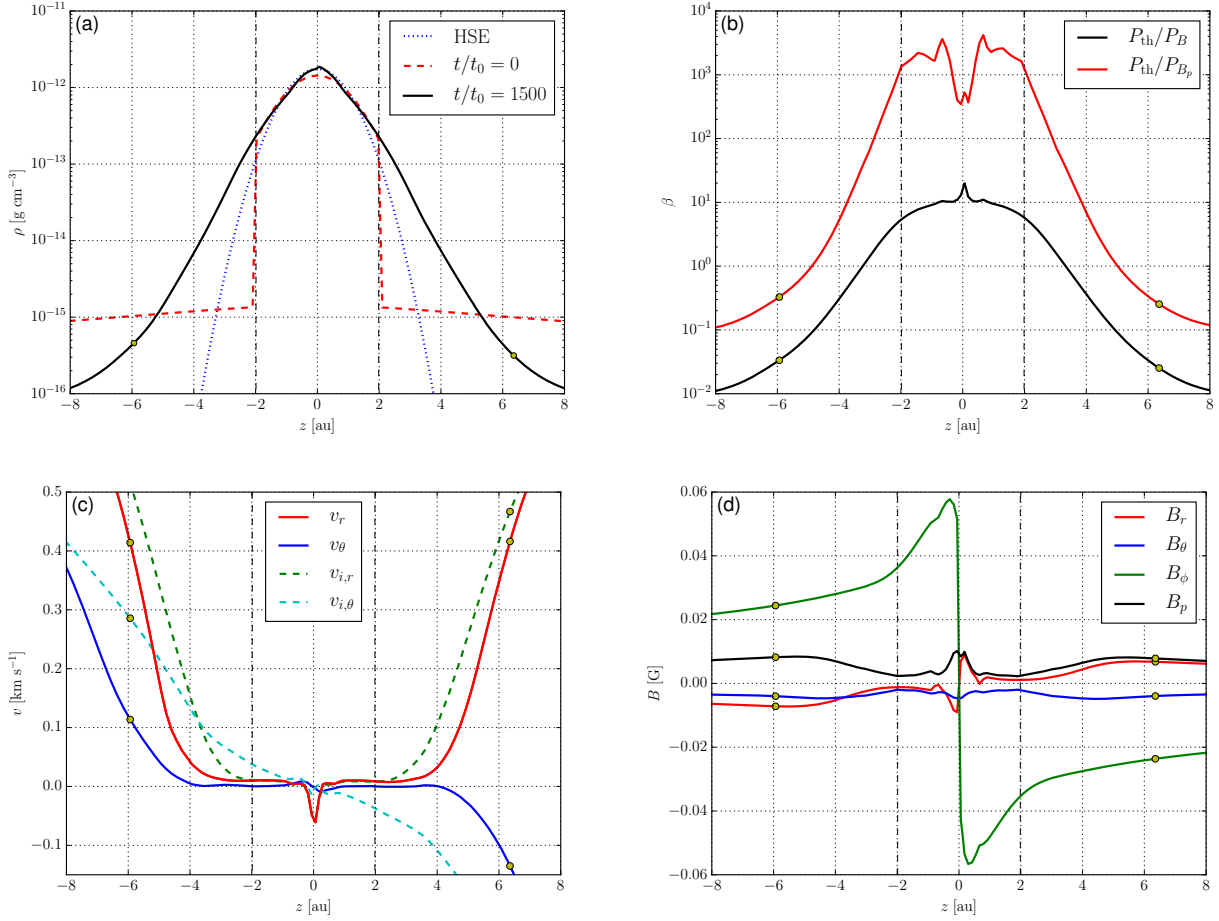 (a)
10⁻¹¹
10⁻¹²
10⁻¹³
10⁻¹⁴
10⁻¹⁵
10⁻¹⁶
ρ [g cm⁻³]
HSE
t/t₀ = 0
t/t₀ = 1500
−8 −6 −4 −2 0 2 4 6 8
z [au]
(b)
10⁴
10³
10²
10¹
10⁰
10⁻¹
10⁻²
β
P_th/P_B
P_th/P_{B_p}
−8 −6 −4 −2 0 2 4 6 8
z [au]
(c)
0.5
0.4
0.3
0.2
0.1
0.0
−0.1
v [km s⁻¹]
v_r
v_θ
v_{i,r}
v_{i,θ}
−8 −6 −4 −2 0 2 4 6 8
z [au]
(d)
0.06
0.04
0.02
0.00
−0.02
−0.04
−0.06
B [G]
B_r
B_θ
B_ϕ
B_p
−8 −6 −4 −2 0 2 4 6 8
z [au]